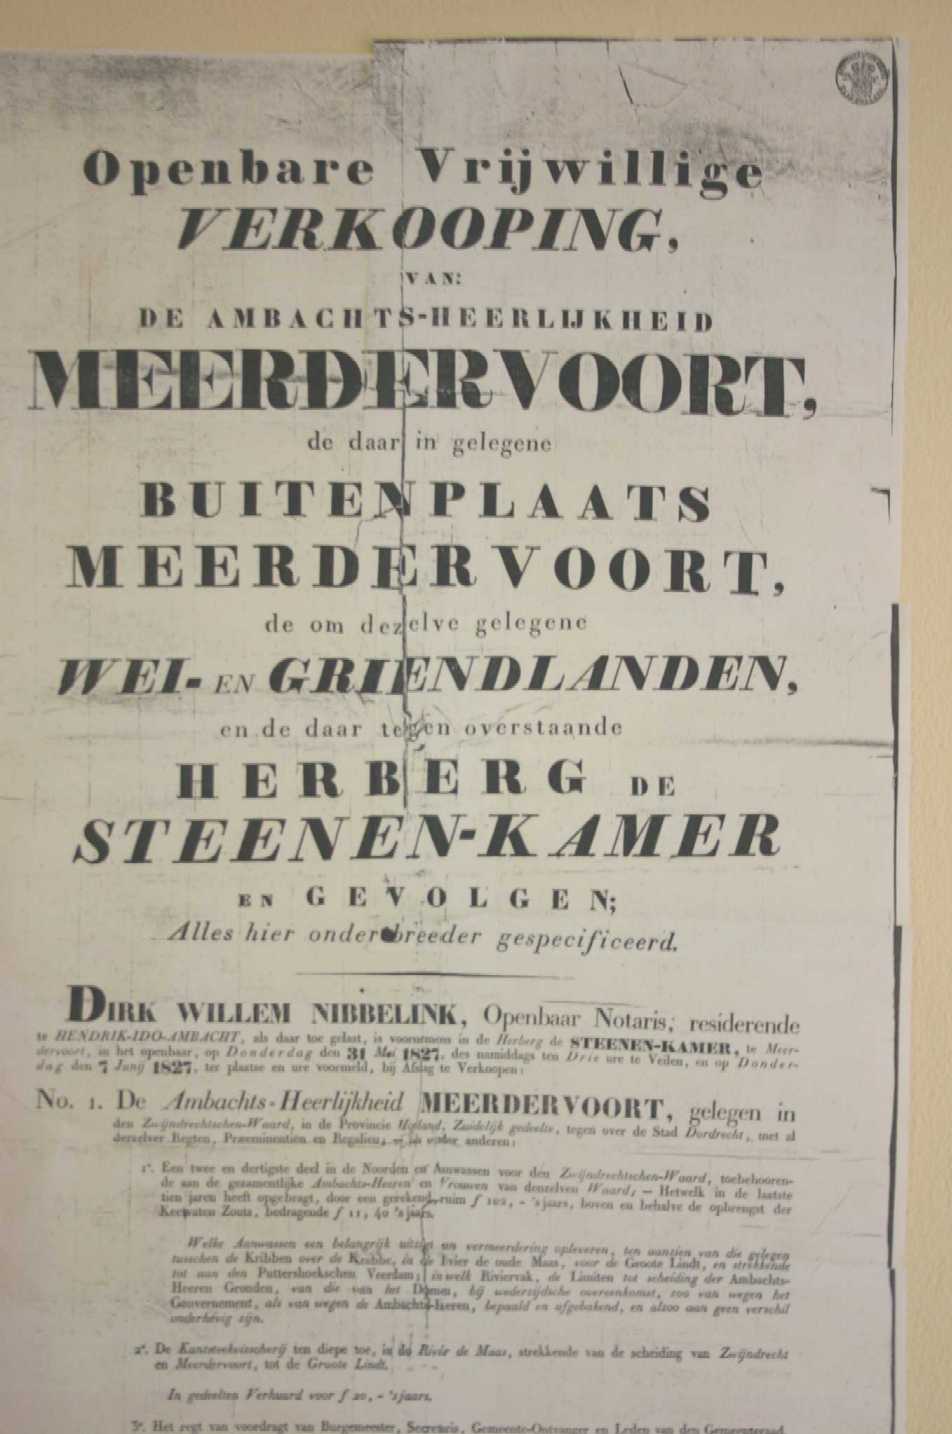 Openbare Vrijwillige
VERKOOPING,
VAN:
DE AMBACHTS-HEERLIJKHEID
MEERDERVOORT,
de daar in gelegene
BUITENPLAATS
MEERDERVOORT,
de om dezelve gelegene
WEI- EN GRIENDLANDEN,
en de daar tegen overstaande
HERBERG DE
STEENEN-KAMER
EN GEVOLGEN;
Alles hier onder breeder gespecificeerd.
DIRK WILLEM NIBBELINK, Openbaar Notaris, residerende
te HENDRIK-IDO-AMBACHT, als daar toe gelast, is voornemens in de Herberg de STEENEN-KAMER, te Meer-
dervoort, in het openbaar, op Donderdag den 31 Mei 1827, des namiddags ten Drie ure te Veilen, en op Donder-
dag den 7 Junij 1827, ter plaatse en ure voormeld, bij Afslag te Verkoopen:
No. 1. De Ambachts-Heerlijkheid MEERDERVOORT, gelegen in
den Zwijndrechtschen-Waard, in de Provincie Holland, Zuidelijk gedeelte, tegen over de Stad Dordrecht, met al
derzelver Regten, Præeminentien en Regalien, en als onder anderen:
1°. Een twee en dertigste deel in de Noorden en Aanwassen voor den Zwijndrechtschen-Waard, toebehooren-
de aan de gezamentlijke Ambachts-Heeren en Vrouwen van denzelven Waard; — Hetwelk in de laatste
tien jaren heeft opgebragt, door een gerekend, ruim f 102, - 'sjaars, boven en behalve de opbrengst der
Keetvaten Zouts, bedragende f 11, 40 'sjaars.
Welke Aanwassen een belangrijk uitzigt en vermeerdering opleveren, ten aanzien van die gelegen
tusschen de Kribben over de Krabbe, in de Ivier de oude Maas, voor de Groote Lindt, en strekkende
tot aan den Puttershoekschen Veerdam; in welk Riviervak, de Limiten tot scheiding der Ambachts-
Heeren Gronden, van die van het Domein, bij wederzijdsche overeenkomst, zoo van wegen het
Gouvernement, als van wegen de Ambachts-Heeren, bepaald en afgebakend, en alzoo aan geen verschil
onderhevig zijn.
2°. De Kantstokvisscherij ten diepe toe, in de Rivir de Maas, strekkende van de scheiding van Zwijndrecht
en Meerdervoort, tot de Groote Lindt.
In gedeelten Verhuurd voor f 20, - 'sjaars.
3°. Het regt van voordragt van Burgemeester, Secretaris, Gemeente-Ontvanger en Leden van den Gemeenteraad